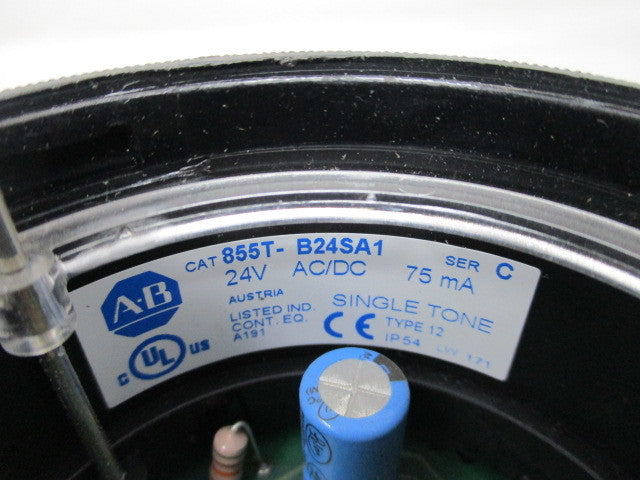 CAT 855T- B24SA1 SER C
24V AC/DC 75 mA
A-B
AUSTRIA
SINGLE TONE
LISTED IND.
CONT. EQ.
A191
CE TYPE 12
IP54 LW 171
C UL US